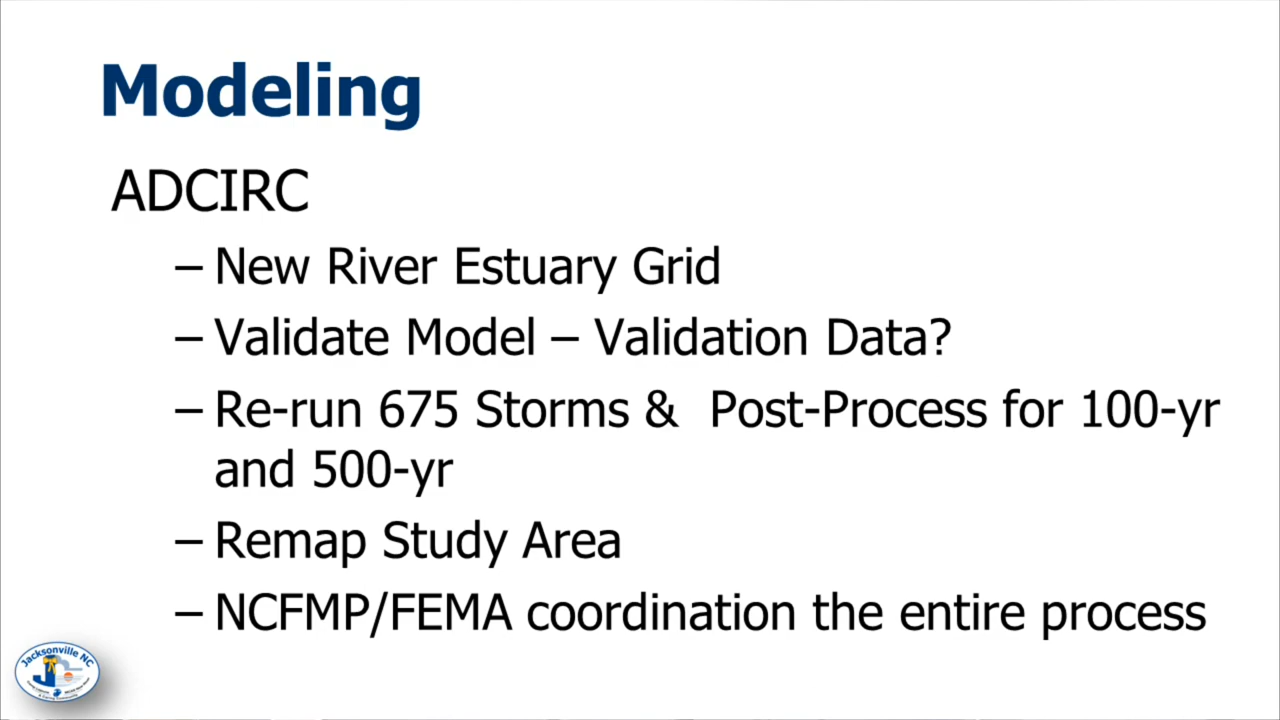 Modeling
ADCIRC
– New River Estuary Grid
– Validate Model – Validation Data?
– Re-run 675 Storms &  Post-Process for 100-yr
and 500-yr
– Remap Study Area
– NCFMP/FEMA coordination the entire process
Jacksonville NC